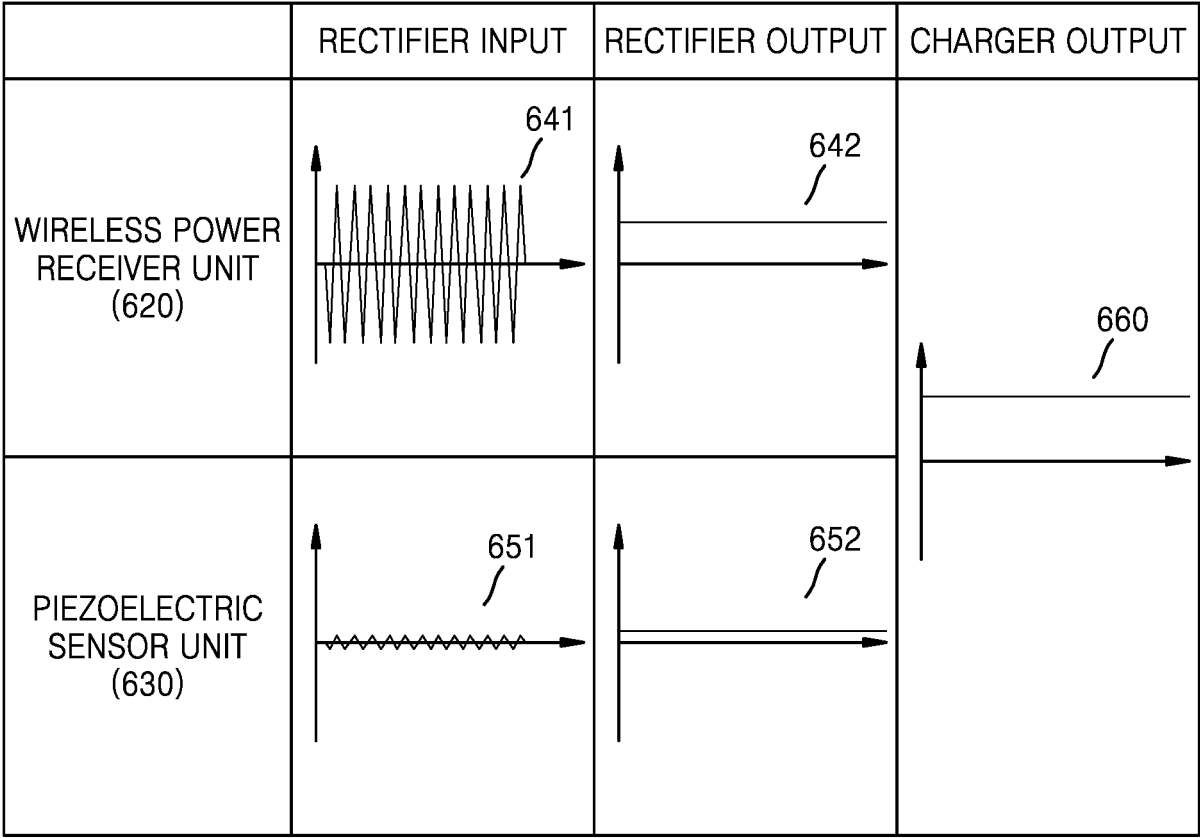 RECTIFIER INPUT
RECTIFIER OUTPUT
CHARGER OUTPUT
WIRELESS POWER
RECEIVER UNIT
(620)
641
642
660
PIEZOELECTRIC
SENSOR UNIT
(630)
651
652